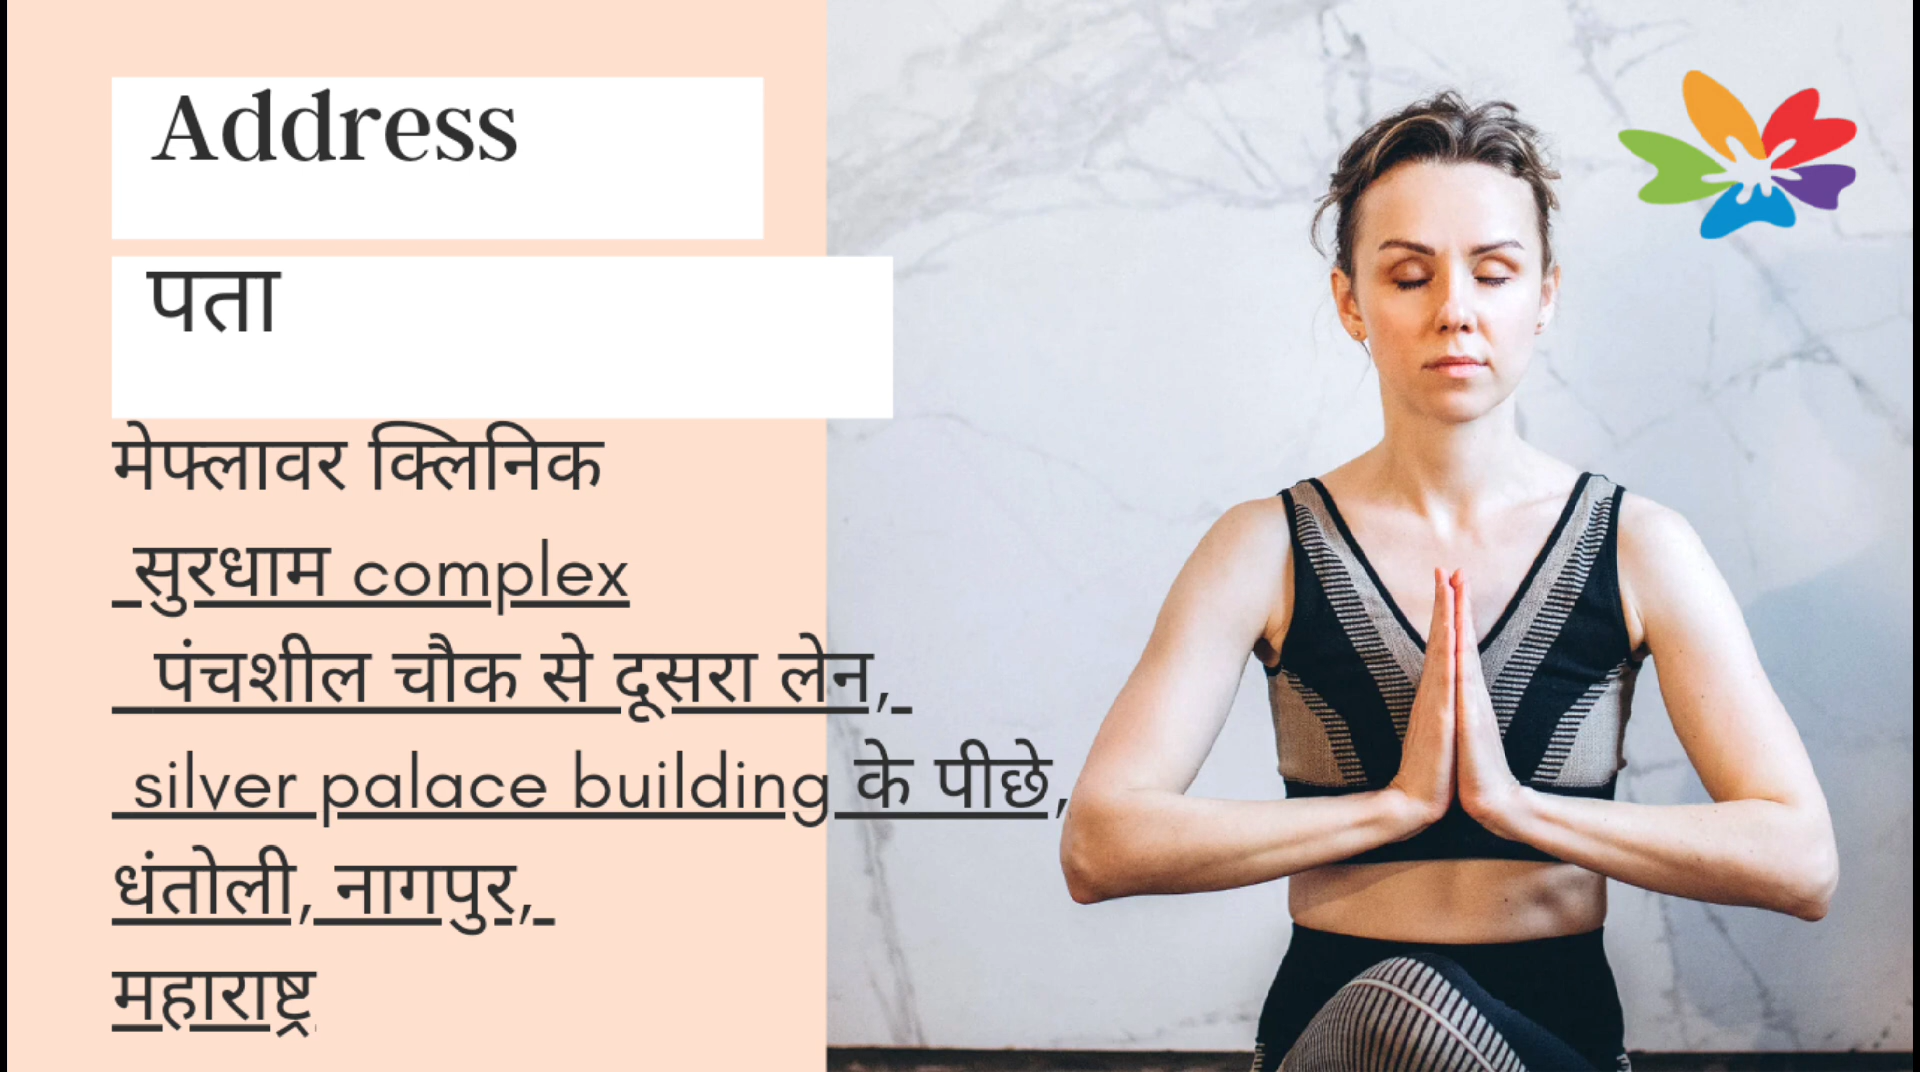 Address
पता
मेफ्लावर क्लिनिक
सुरधाम complex
पंचशील चौक से दूसरा लेन,
silver palace building के पीछे,
धंतोली, नागपुर,
महाराष्ट्र